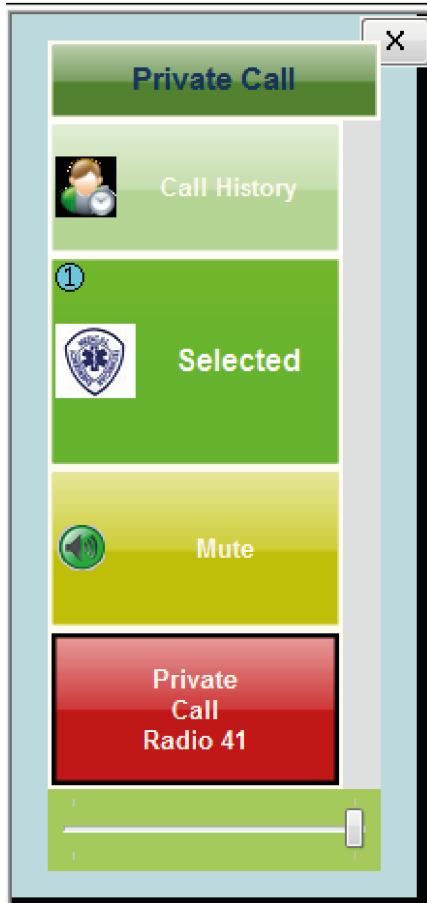 X
Private Call
Call History
1
Selected
Mute
Private
Call
Radio 41